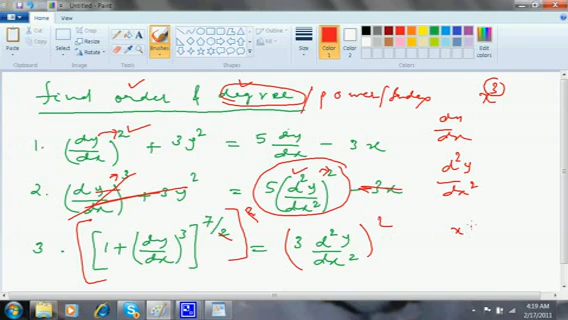 Untitled - Paint
Home View
Paste Select Crop Resize Rotate Brushes Size Color 1 Color 2 Edit colors
Clipboard Image Tools Shapes Colors
find order & degree / power/Index x^3
dy/dx
1. (dy/dx)^2 + 3y^2 = 5 dy/dx - 3x
d^2y/dx^2
2. (dy/dx)^3 + 3y^2 = 5(d^2y/dx^2)^2 - 3x
3. [[1+(dy/dx)^3]^7/2]^2 = (3 d^2y/dx^2)^2
x
4:19 AM
2/17/2011